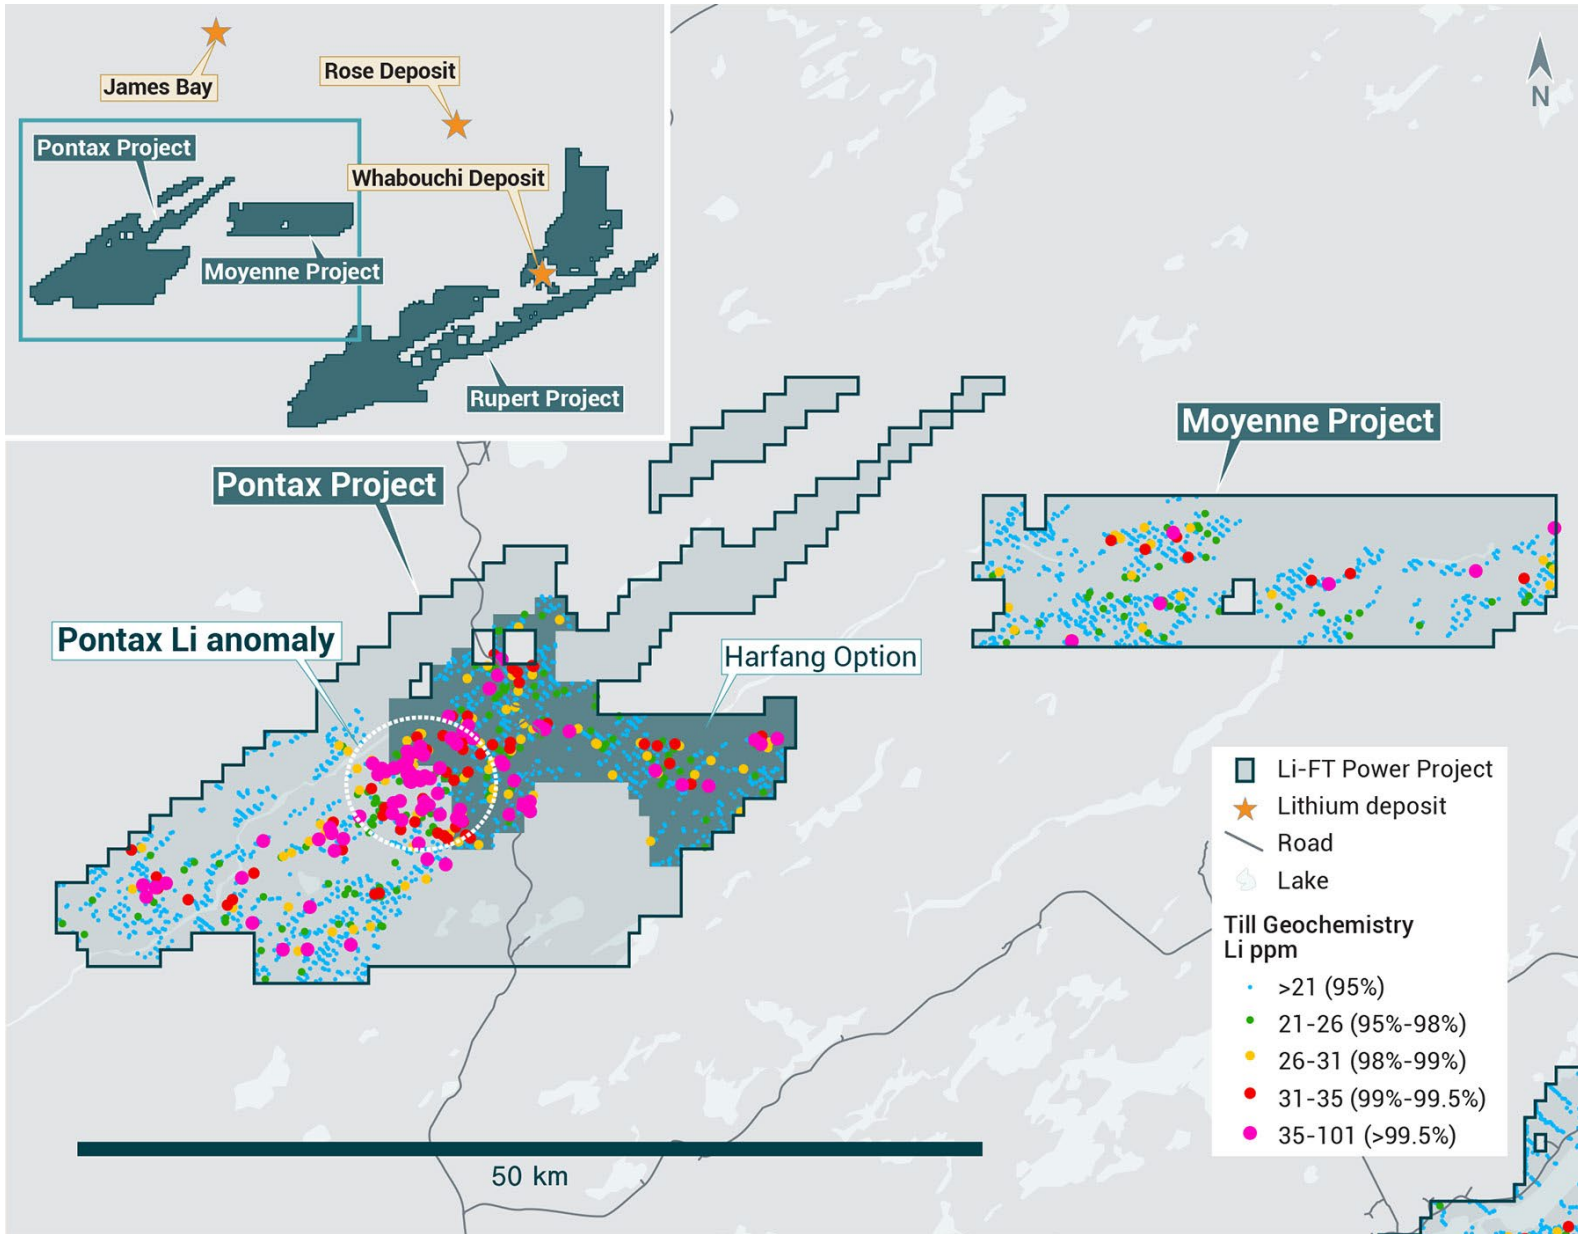 James Bay
Rose Deposit
Pontax Project
Whabouchi Deposit
Moyenne Project
Rupert Project
N
Moyenne Project
Pontax Project
Pontax Li anomaly
Harfang Option
Li-FT Power Project
Lithium deposit
Road
Lake
Till Geochemistry
Li ppm
>21 (95%)
21-26 (95%-98%)
26-31 (98%-99%)
31-35 (99%-99.5%)
35-101 (>99.5%)
50 km